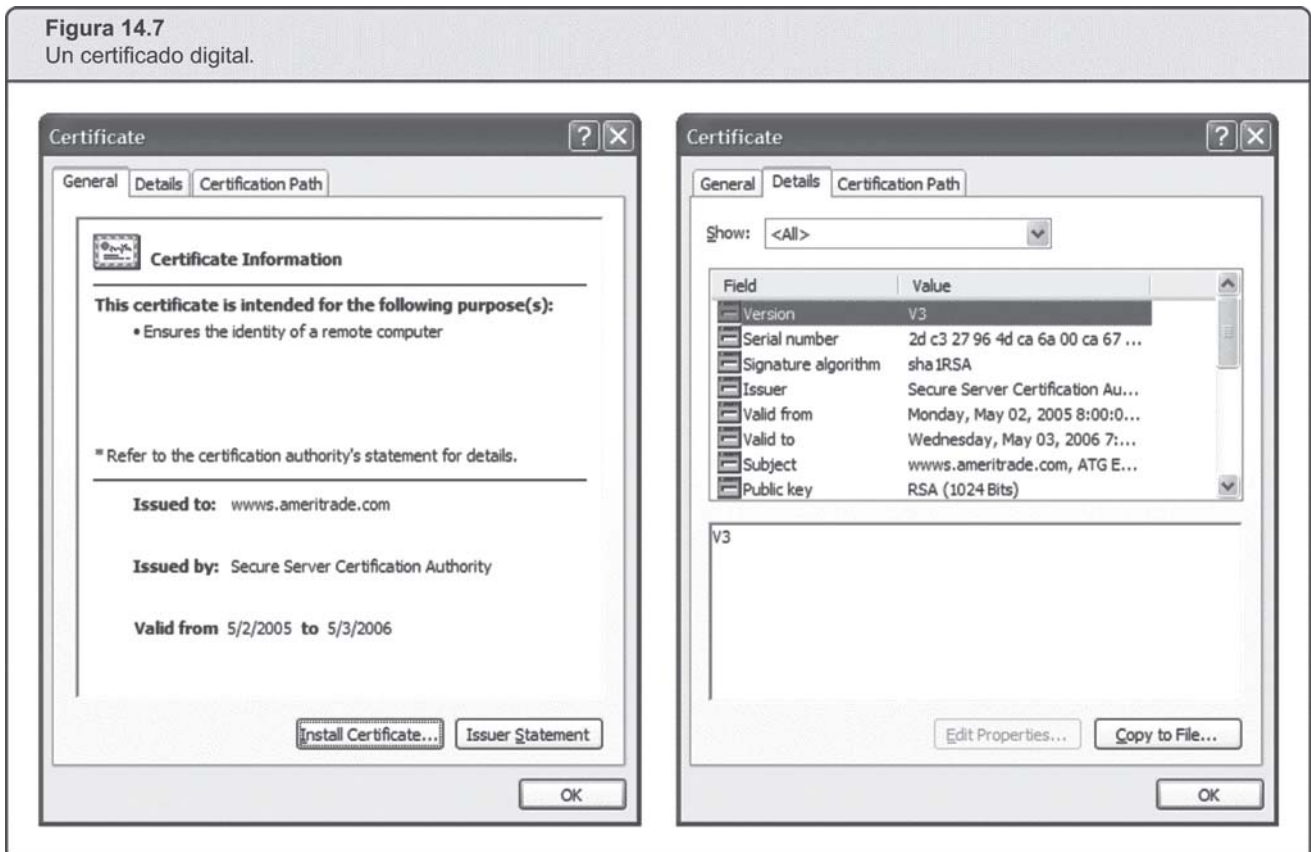 Figura 14.7
Un certificado digital.
Certificate
General Details Certification Path
Certificate Information
This certificate is intended for the following purpose(s):
• Ensures the identity of a remote computer
* Refer to the certification authority's statement for details.
Issued to: wwws.ameritrade.com
Issued by: Secure Server Certification Authority
Valid from 5/2/2005 to 5/3/2006
Install Certificate... Issuer Statement
OK
Certificate
General Details Certification Path
Show: <All>
Field Value
Version V3
Serial number 2d c3 27 96 4d ca 6a 00 ca 67 ...
Signature algorithm sha1RSA
Issuer Secure Server Certification Au...
Valid from Monday, May 02, 2005 8:00:0...
Valid to Wednesday, May 03, 2006 7:...
Subject wwws.ameritrade.com, ATG E...
Public key RSA (1024 Bits)
V3
Edit Properties... Copy to File...
OK